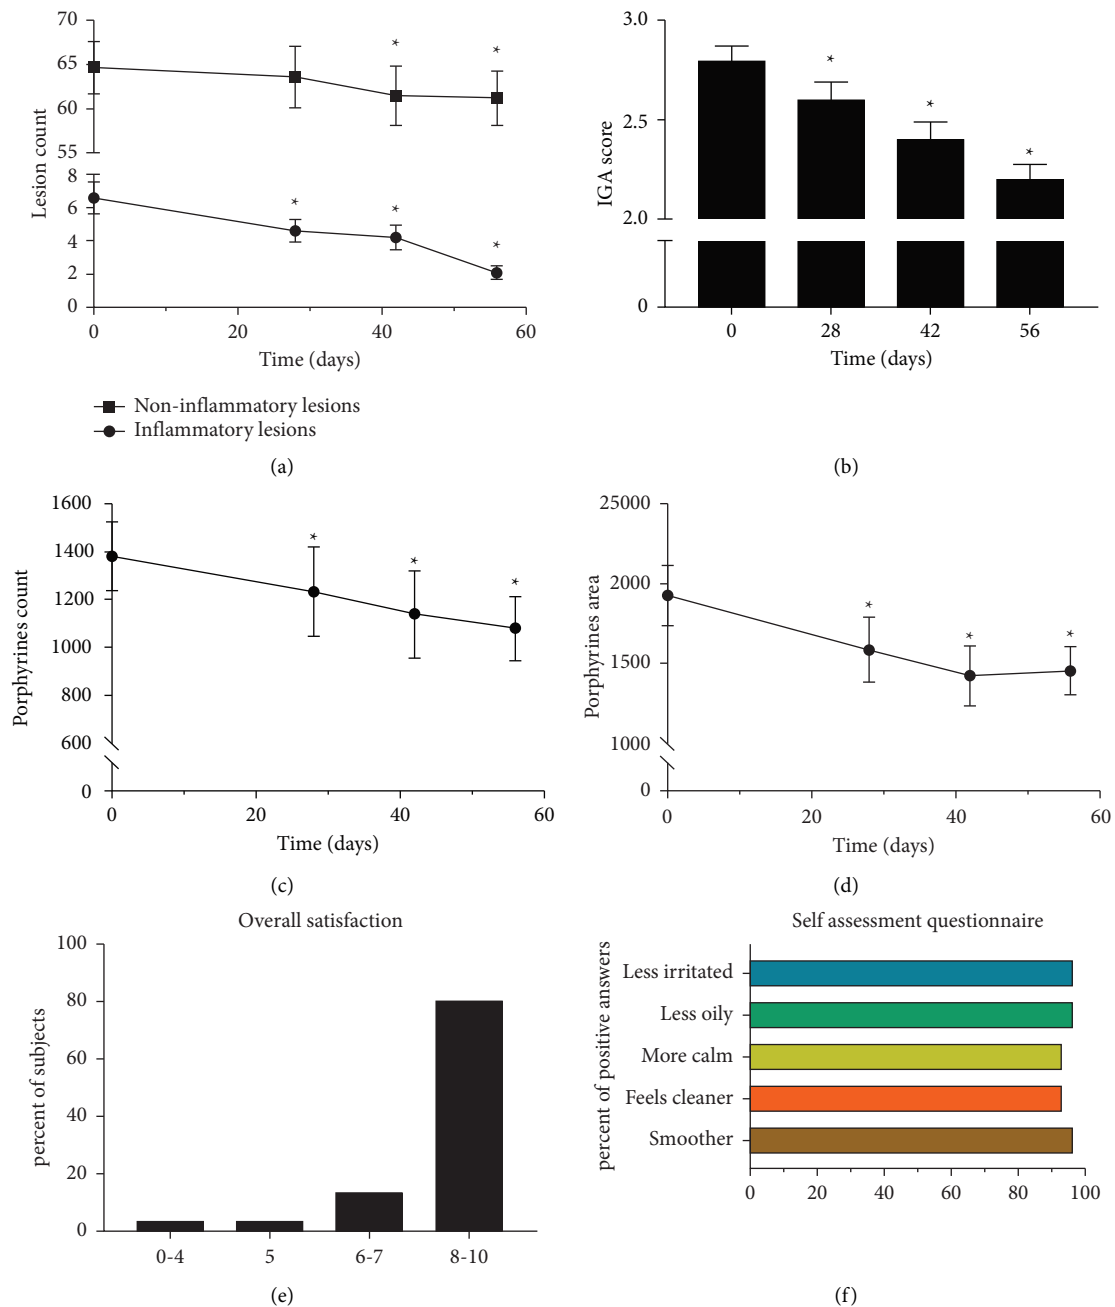 70
65
60
55
8
6
4
2
0
Lesion count
0 20 40 60
Time (days)
* * * * *
Non-inflammatory lesions
Inflammatory lesions
(a)
3.0
2.5
2.0
0
IGA score
* * *
0 28 42 56
Time (days)
(b)
1600
1400
1200
1000
800
600
0
Porphyrines count
* * *
0 20 40 60
Time (days)
(c)
25000
2000
1500
1000
0
Porphyrines area
* * *
0 20 40 60
Time (days)
(d)
Overall satisfaction
100
80
60
40
20
0
percent of subjects
0-4 5 6-7 8-10
(e)
Self assessment questionnaire
percent of positive answers
Less irritated
Less oily
More calm
Feels cleaner
Smoother
0 20 40 60 80 100
(f)